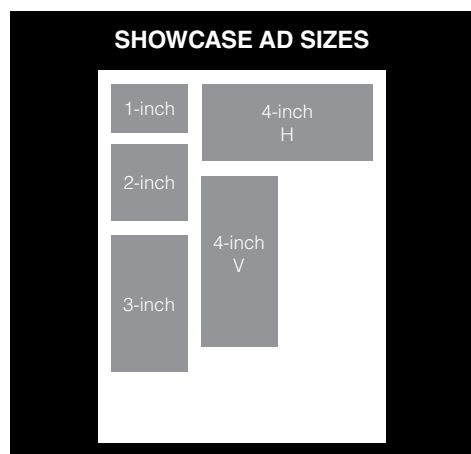 SHOWCASE AD SIZES
1-inch
2-inch
3-inch
4-inch
H
4-inch
V